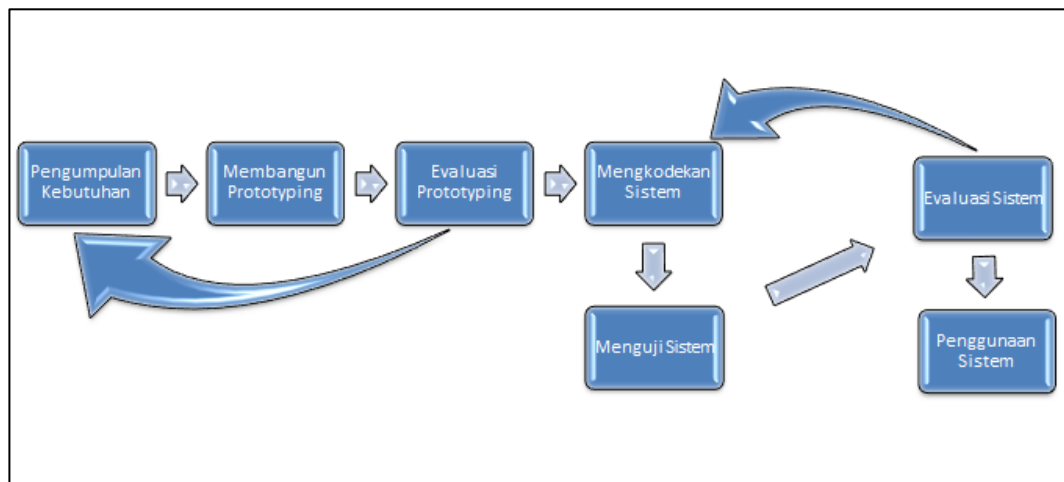 Pengumpulan
Kebutuhan
Membangun
Prototyping
Evaluasi
Prototyping
Mengkodekan
Sistem
Menguji Sistem
Evaluasi Sistem
Penggunaan
Sistem